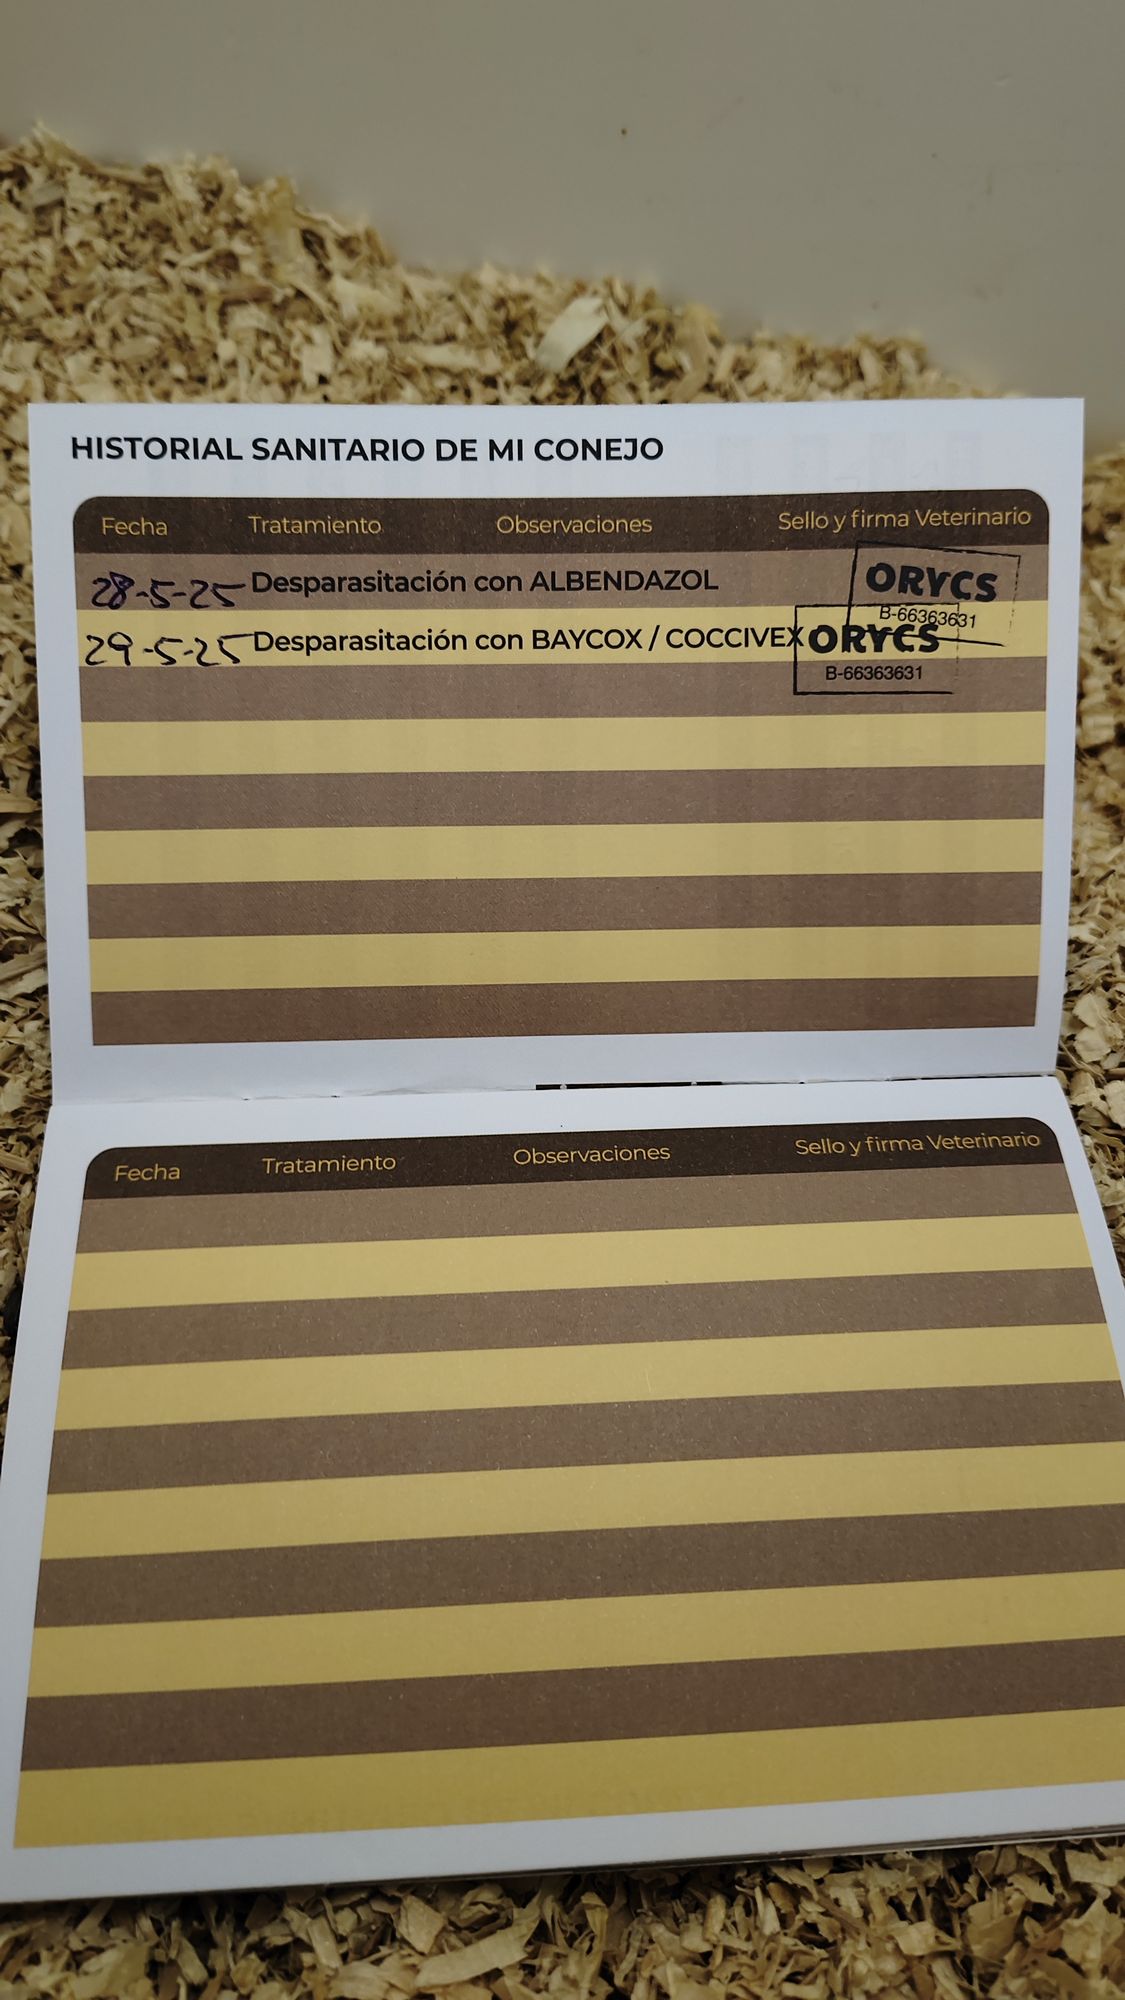 HISTORIAL SANITARIO DE MI CONEJO
Fecha Tratamiento Observaciones Sello y firma Veterinario
28-5-25 Desparasitación con ALBENDAZOL ORYCS
B-66363631
29-5-25 Desparasitación con BAYCOX / COCCIVEX ORYCS
B-66363631
Fecha Tratamiento Observaciones Sello y firma Veterinario